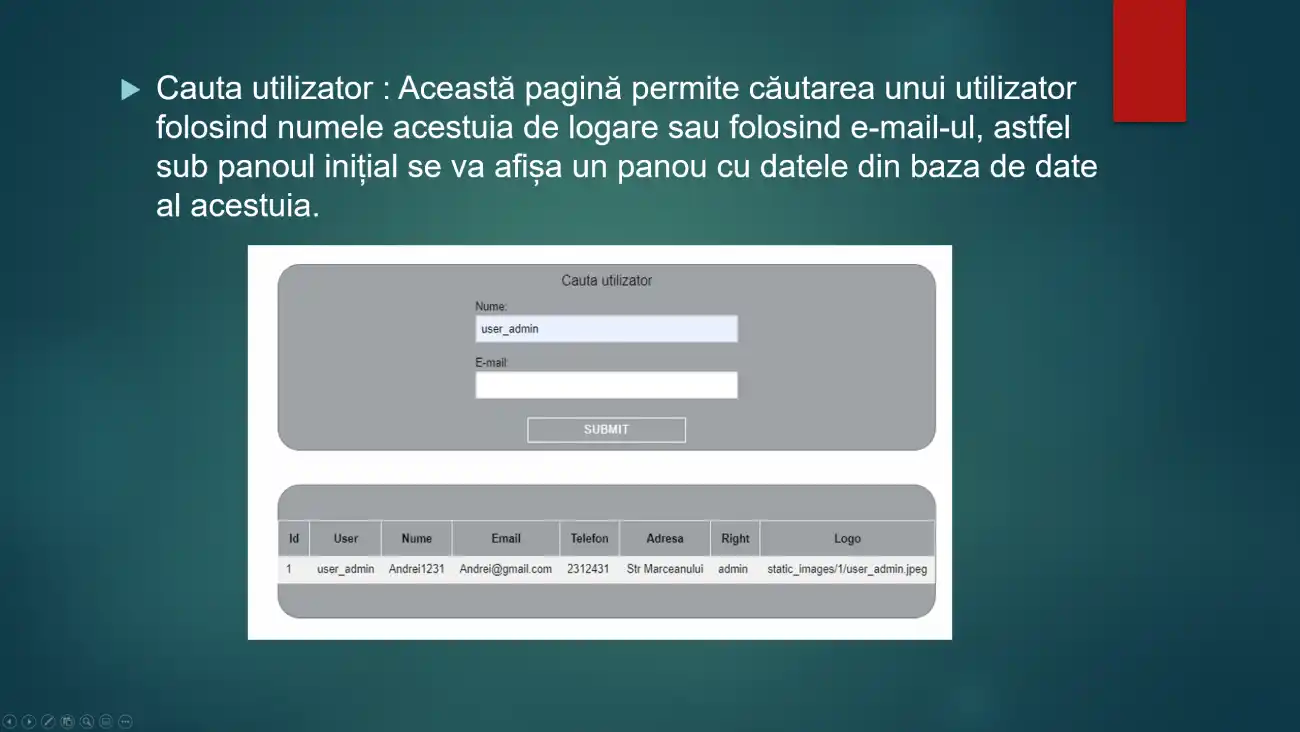 Cauta utilizator : Această pagină permite căutarea unui utilizator
folosind numele acestuia de logare sau folosind e-mail-ul, astfel
sub panoul inițial se va afișa un panou cu datele din baza de date
al acestuia.
Cauta utilizator
Nume:
user_admin
E-mail:
SUBMIT
Id User Nume Email Telefon Adresa Right Logo
1 user_admin Andrei1231 Andrei@gmail.com 2312431 Str Marceanului admin static_images/1/user_admin.jpeg